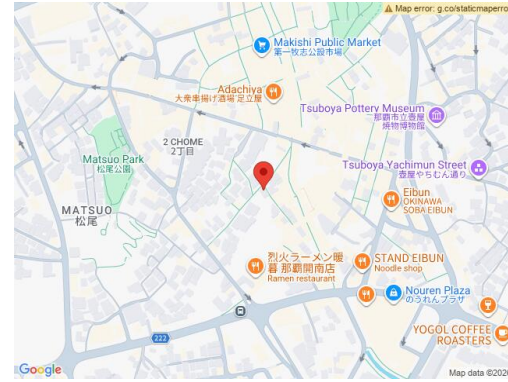 Map error: g.co/staticmaperro
Makishi Public Market
第一牧志公設市場
Adachiya
大衆串揚げ酒場 足立屋
Tsuboya Pottery Museum
那覇市立壺屋
焼物博物館
2 CHOME
2丁目
Matsuo Park
松尾公園
Tsuboya Yachimun Street
壺屋やちむん通り
Eibun
OKINAWA
SOBA EIBUN
MATSUO
松尾
烈火ラーメン暖
暮 那覇開南店
Ramen restaurant
STAND EIBUN
Noodle shop
Nouren Plaza
のうれんプラザ
YOGOL COFFEE
ROASTERS
222
Google
Map data ©2026